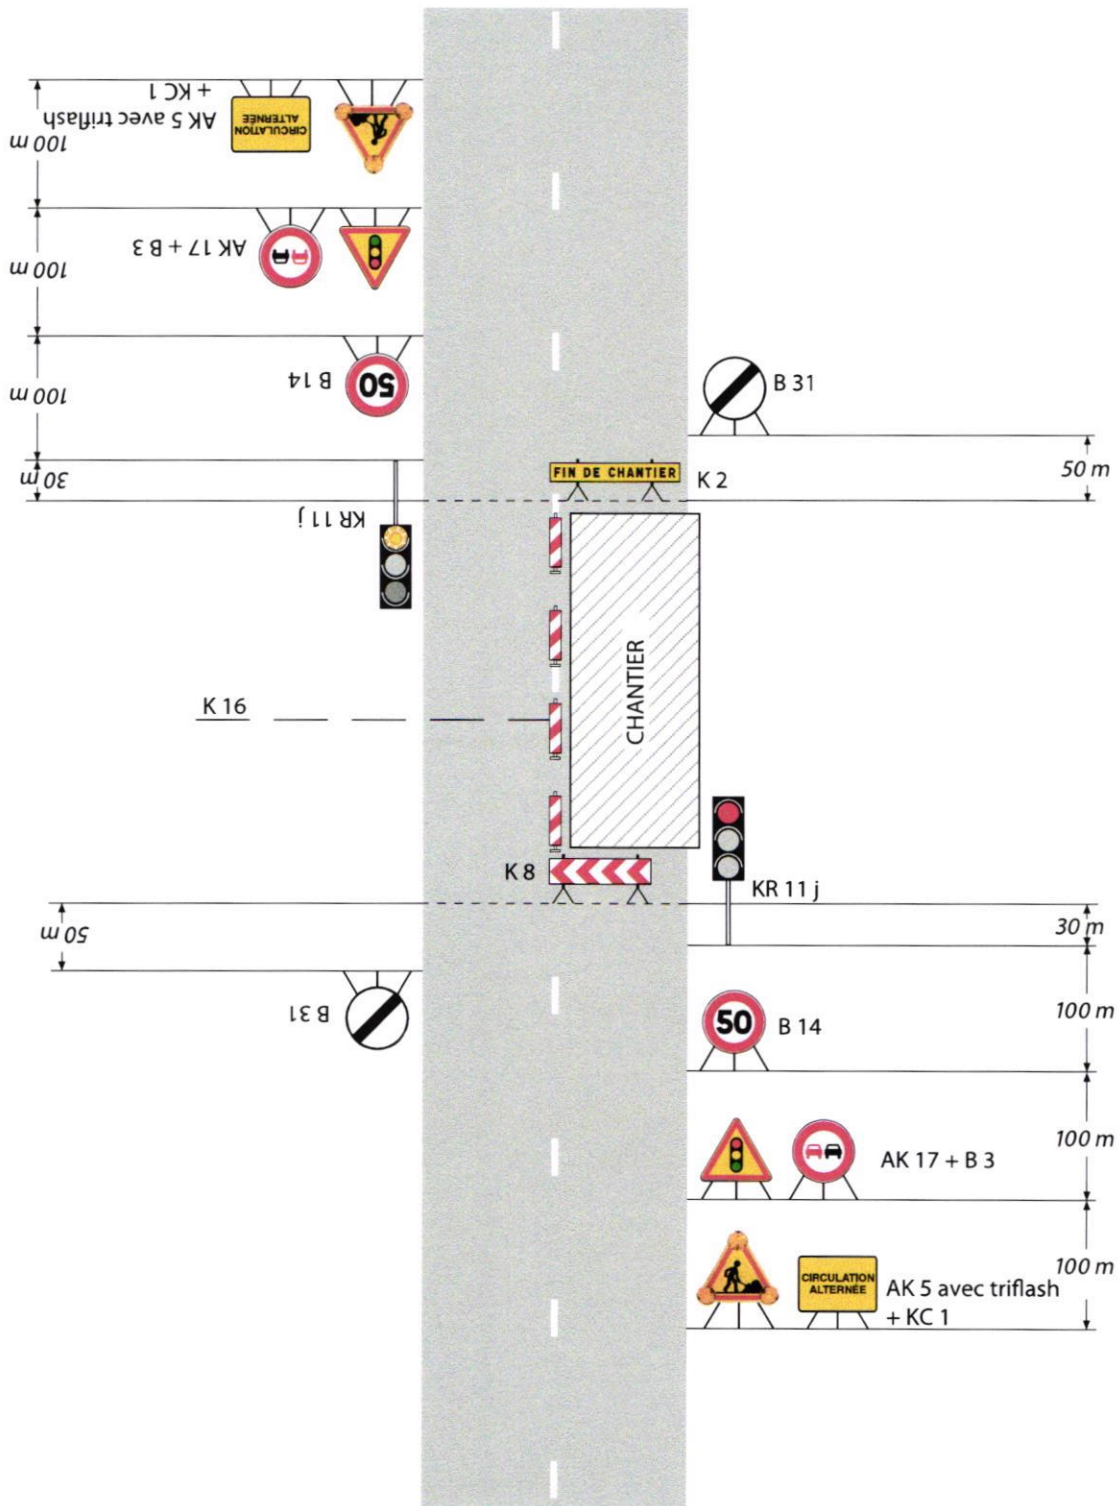 + KC 1
AK 5 avec triflash
CIRCULATION
ALTERNÉE
100 m
AK 17 + B 3
100 m
B 14
50
100 m
B 31
30 m
FIN DE CHANTIER
K 2
50 m
KR 11 j
CHANTIER
K 16
K 8
KR 11 j
50 m
30 m
B 31
50
B 14
100 m
AK 17 + B 3
100 m
CIRCULATION
ALTERNÉE
AK 5 avec triflash
+ KC 1
100 m